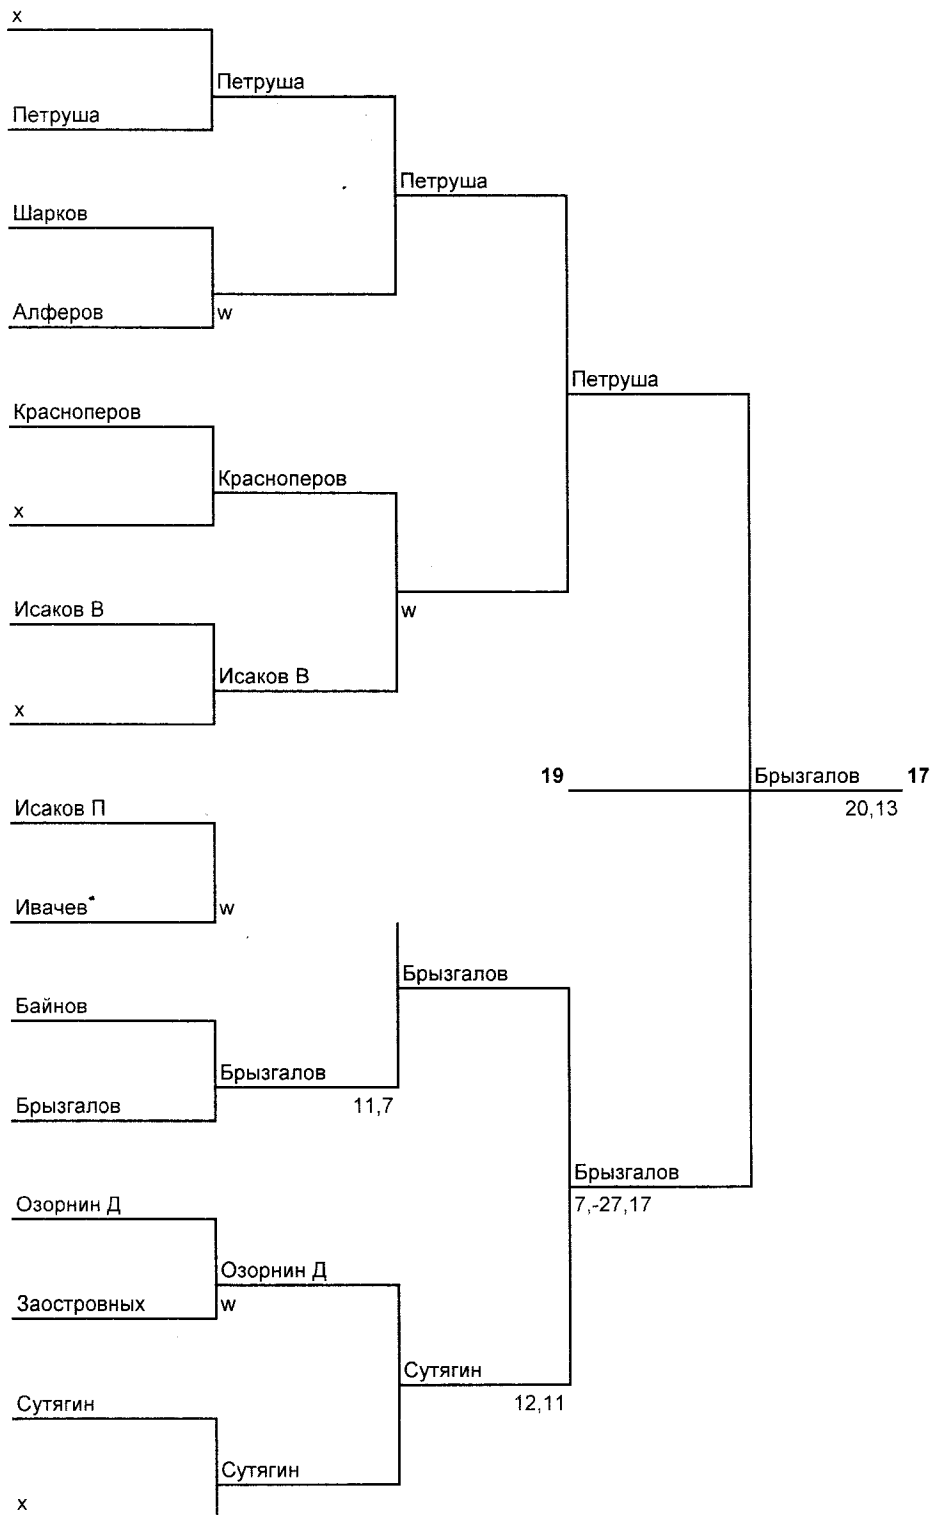 x
Петруша
Петруша
Петруша
Шарков
Алферов
w
Петруша
Красноперов
Красноперов
x
w
Исаков В
Исаков В
x
19
Брызгалов
17
20,13
Исаков П
Ивачев
w
Брызгалов
Байнов
Брызгалов
11,7
Брызгалов
Брызгалов
7,-27,17
Озорнин Д
Озорнин Д
Заостровных
w
Сутягин
12,11
Сутягин
Сутягин
x